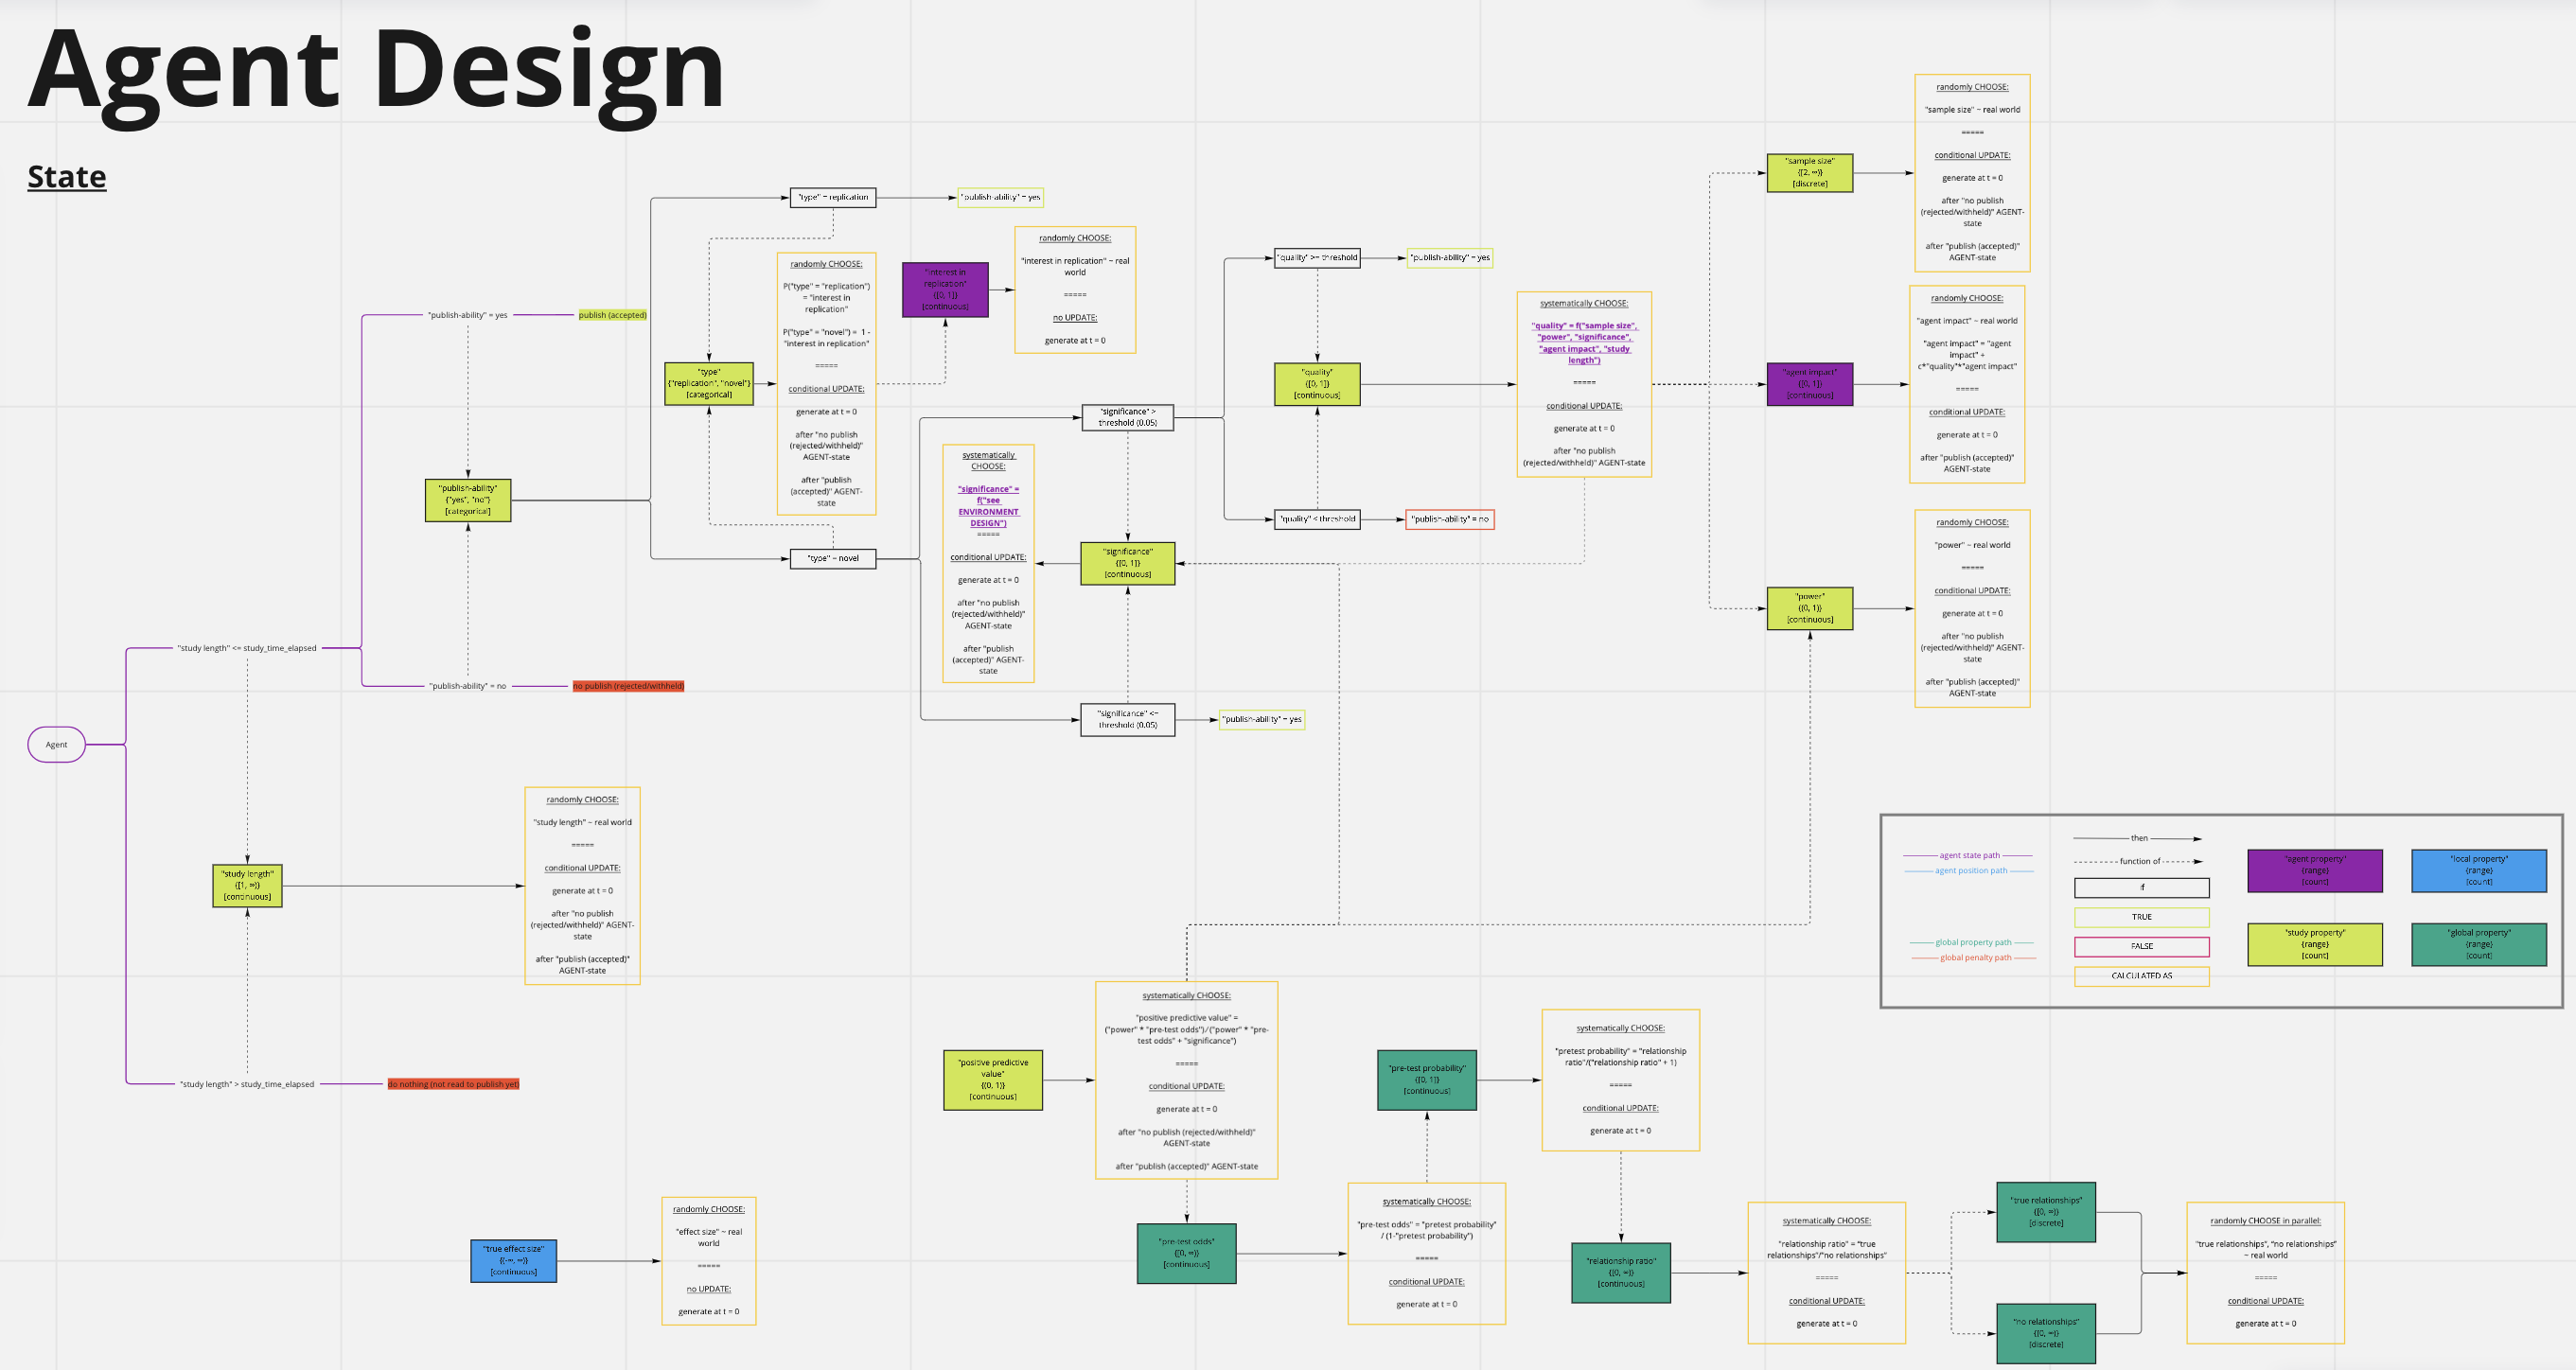 Agent Design
State
Agent
"study length" <= study_time_elapsed
"study length" > study_time_elapsed
do nothing (not read to publish yet)
"study length"
{[1, ∞)}
[continuous]
randomly CHOOSE:
"study length" ~ real world
=====
conditional UPDATE:
generate at t = 0
after "no publish
(rejected/withheld)" AGENT-
state
after "publish (accepted)"
AGENT-state
"publish-ability" = yes
publish (accepted)
"publish-ability" = no
no publish (rejected/withheld)
"publish-ability"
{"yes", "no"}
[categorical]
"type" = replication
"publish-ability" = yes
"type"
{"replication", "novel"}
[categorical]
randomly CHOOSE:
P("type" = "replication")
= "interest in
replication"
P("type" = "novel") = 1 -
"interest in replication"
=====
conditional UPDATE:
generate at t = 0
after "no publish
(rejected/withheld)"
AGENT-state
after "publish
(accepted)" AGENT-
state
"interest in
replication"
{[0, 1]}
[continuous]
randomly CHOOSE:
"interest in replication" ~ real
world
=====
no UPDATE:
generate at t = 0
"type" = novel
"significance" >
threshold (0.05)
systematically
CHOOSE:
"significance" =
f("see
ENVIRONMENT
DESIGN")
=====
conditional UPDATE:
generate at t = 0
after "no publish
(rejected/withheld)"
AGENT-state
after "publish
(accepted)" AGENT-
state
"significance"
{[0, 1]}
[continuous]
"significance" <=
threshold (0.05)
"publish-ability" = yes
"quality" >= threshold
"publish-ability" = yes
"quality"
{[0, 1]}
[continuous]
"quality" < threshold
"publish-ability" = no
systematically CHOOSE:
"quality" = f("sample size",
"power", "significance",
"agent impact", "study
length")
=====
conditional UPDATE:
generate at t = 0
after "no publish
(rejected/withheld)" AGENT-state
"sample size"
{[2, ∞)}
[discrete]
randomly CHOOSE:
"sample size" ~ real world
=====
conditional UPDATE:
generate at t = 0
after "no publish
(rejected/withheld)" AGENT-
state
after "publish (accepted)"
AGENT-state
"agent impact"
{[0, 1]}
[continuous]
randomly CHOOSE:
"agent impact" ~ real world
"agent impact" = "agent
impact" +
c*"quality"*"agent impact"
=====
conditional UPDATE:
generate at t = 0
after "publish (accepted)"
AGENT-state
"power"
{(0, 1)}
[continuous]
randomly CHOOSE:
"power" ~ real world
=====
conditional UPDATE:
generate at t = 0
after "no publish
(rejected/withheld)" AGENT-
state
after "publish (accepted)"
AGENT-state
agent state path
agent position path
global property path
global penalty path
then
function of
if
TRUE
FALSE
CALCULATED AS
"agent property"
{range}
[count]
"local property"
{range}
[count]
"study property"
{range}
[count]
"global property"
{range}
[count]
"positive predictive
value"
{(0, 1)}
[continuous]
systematically CHOOSE:
"positive predictive value" =
("power" * "pre-test odds")/("power" * "pre-
test odds" + "significance")
=====
conditional UPDATE:
generate at t = 0
after "no publish (rejected/withheld)"
AGENT-state
after "publish (accepted)" AGENT-state
"pre-test probability"
{[0, 1]}
[continuous]
systematically CHOOSE:
"pretest probability" = "relationship
ratio"/("relationship ratio" + 1)
=====
conditional UPDATE:
generate at t = 0
"true effect size"
{(-∞, ∞)}
[continuous]
randomly CHOOSE:
"effect size" ~ real
world
=====
no UPDATE:
generate at t = 0
"pre-test odds"
{[0, ∞)}
[continuous]
systematically CHOOSE:
"pre-test odds" = "pretest probability"
/ (1-"pretest probability")
=====
conditional UPDATE:
generate at t = 0
"relationship ratio"
{[0, ∞)}
[continuous]
systematically CHOOSE:
"relationship ratio" = "true
relationships"/"no relationships"
=====
conditional UPDATE:
generate at t = 0
"true relationships"
{[0, ∞)}
[discrete]
"no relationships"
{[0, ∞)}
[discrete]
randomly CHOOSE in parallel:
"true relationships", "no relationships"
~ real world
=====
conditional UPDATE:
generate at t = 0